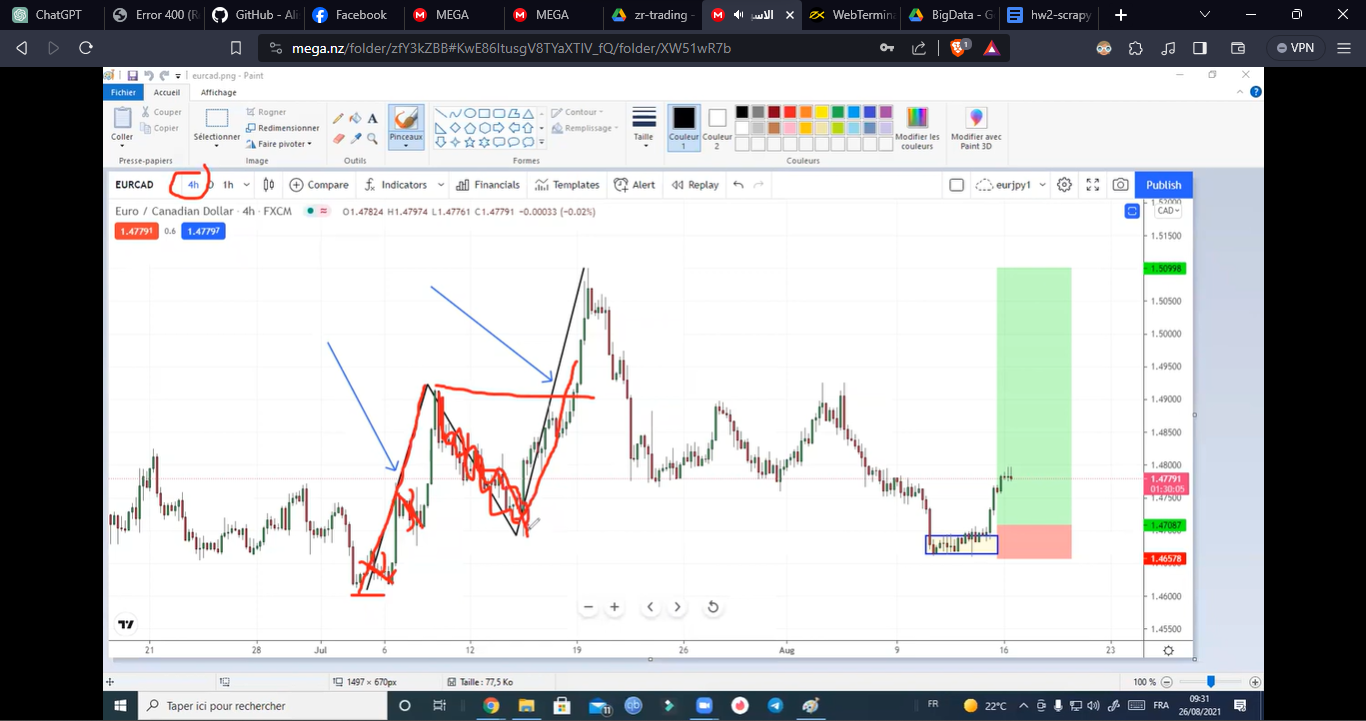 ChatGPT
Error 400 (R
GitHub - Ali
Facebook
MEGA
MEGA
zr-trading -
الاس
WebTermin
BigData - G
hw2-scrapy
mega.nz/folder/zfY3kZBB#KwE86ItusgV8TYaXTIV_fQ/folder/XW51wR7b
1
VPN
eurcad.png - Paint
Fichier
Accueil
Affichage
Coller
Couper
Copier
Sélectionner
Rogner
Redimensionner
Faire pivoter
A
Pinceaux
Contour
Remplissage
Taille
Couleur 1
Couleur 2
Modifier les couleurs
Modifier avec Paint 3D
Presse-papiers
Image
Outils
Formes
Couleurs
EURCAD
4h
D
1h
Compare
Indicators
Financials
Templates
Alert
Replay
eurjpy1
Publish
Euro / Canadian Dollar · 4h · FXCM
O1.47824 H1.47974 L1.47761 C1.47791 −0.00033 (−0.02%)
1.47791
0.6
1.47797
1.52000
CAD
1.51500
1.50998
1.50500
1.50000
1.49500
1.49000
1.48500
1.48000
1.47791
01:30:05
1.47500
1.47087
1.46578
1.46000
1.45500
21
28
Jul
6
12
19
26
Aug
9
16
23
1497 × 670px
Taille : 77,5 Ko
100 %
Taper ici pour rechercher
11
FR
22°C
FRA
09:31
26/08/2021